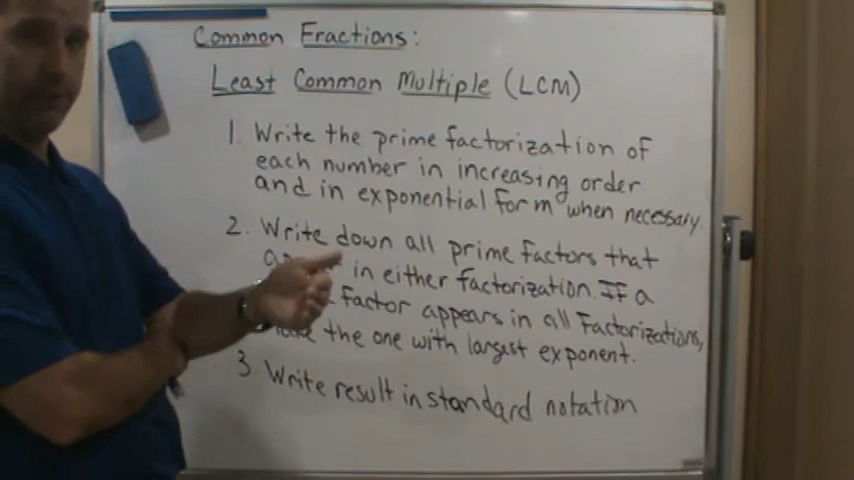 Common Fractions:
Least Common Multiple (LCM)
1. Write the prime factorization of
each number in increasing order
and in exponential form when necessary.
2. Write down all prime factors that
in either factorization. If a
factor appears in all Factorizations,
the one with largest exponent.
3 Write result in standard notation